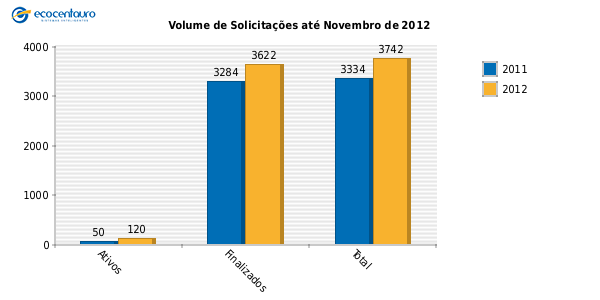 ecocentauro
Volume de Solicitações até Novembro de 2012
4000
3000
2000
1000
0
50
120
3284
3622
3334
3742
Ativos
Finalizados
Total
2011
2012